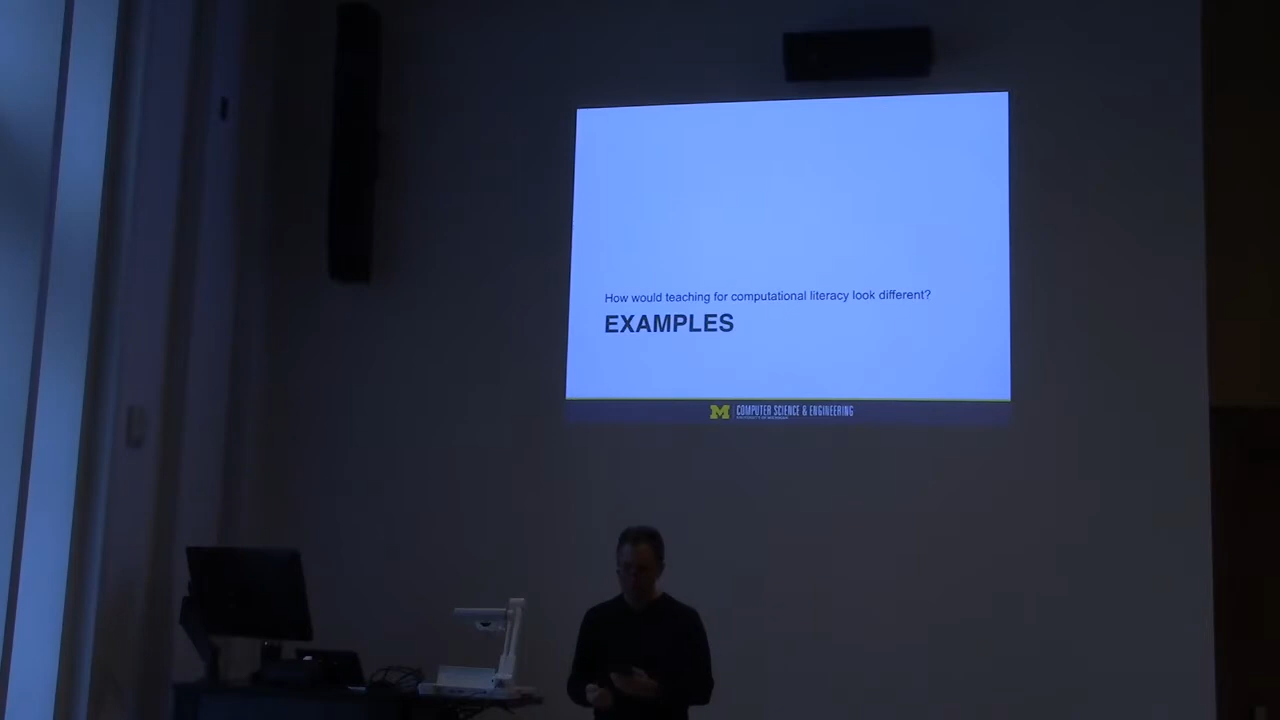 How would teaching for computational literacy look different?
EXAMPLES
M COMPUTER SCIENCE & ENGINEERING